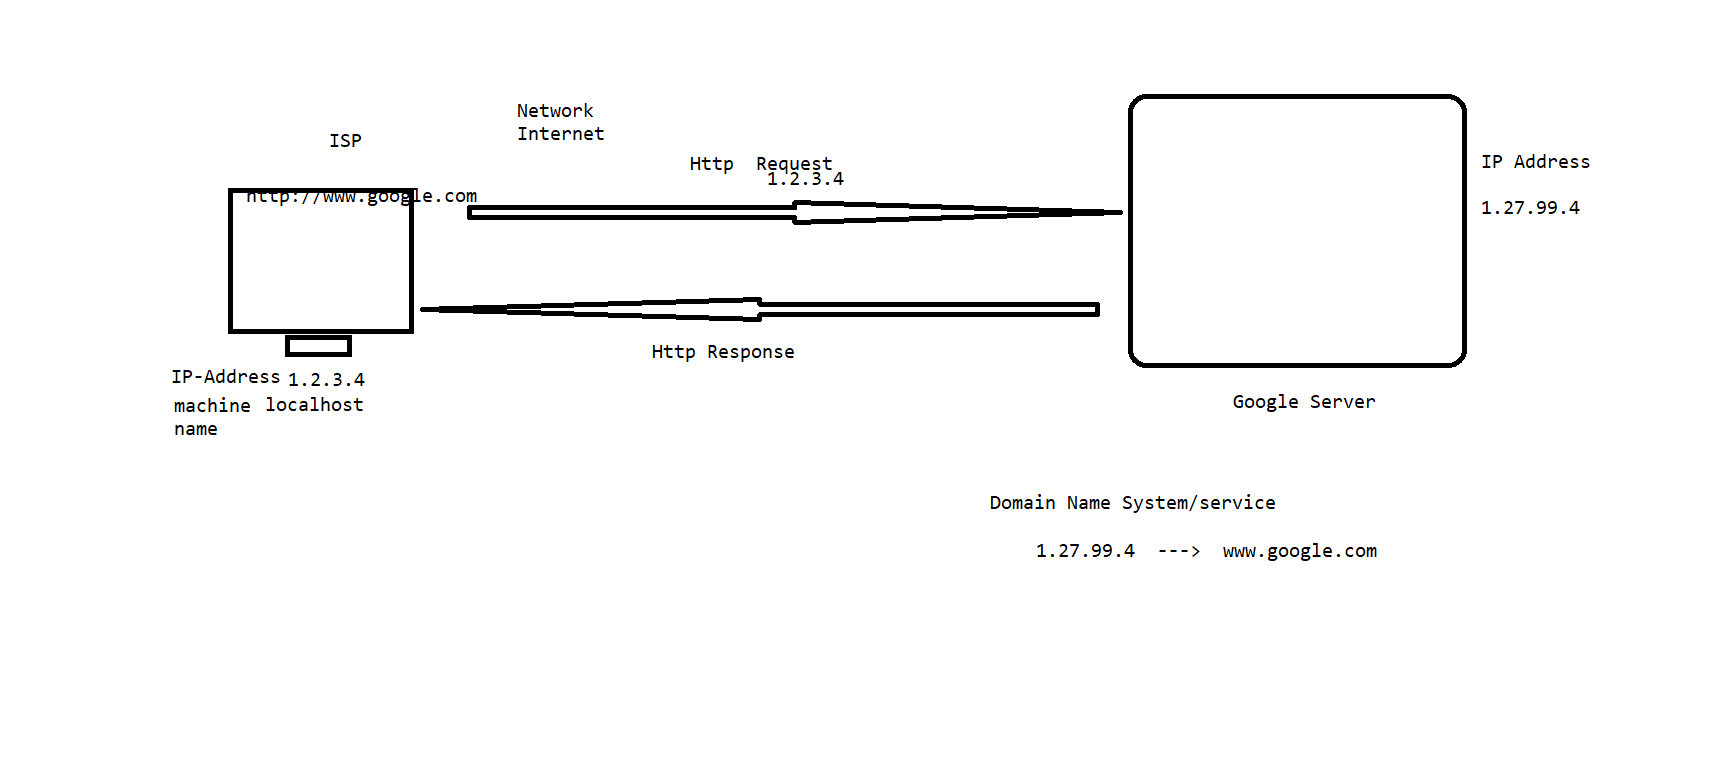 Network
Internet
ISP
Http  Request
1.2.3.4
http://www.google.com
IP Address
1.27.99.4
Http Response
IP-Address 1.2.3.4
machine localhost
name
Google Server
Domain Name System/service
1.27.99.4  --->  www.google.com